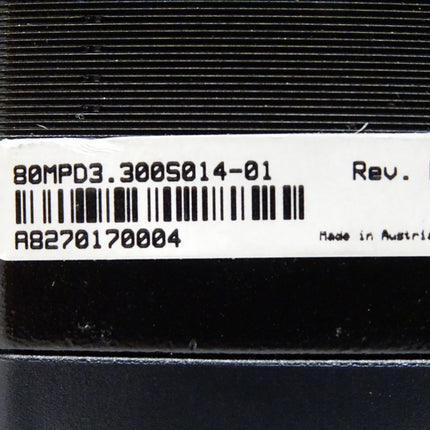 80MPD3.300S014-01 Rev.
A8270170004 Made in Austria